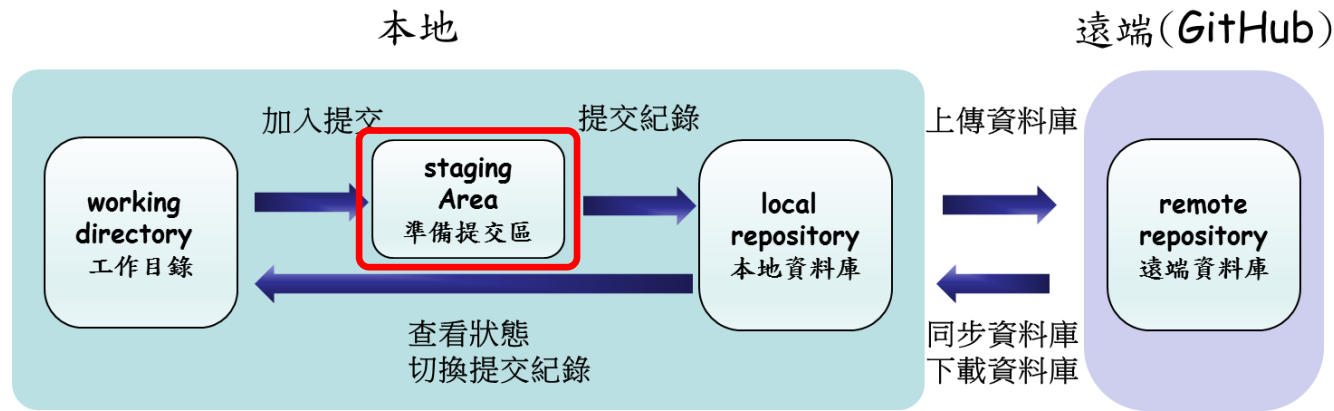 本地
遠端(GitHub)
加入提交
提交紀錄
上傳資料庫
working
directory
工作目錄
staging
Area
準備提交區
local
repository
本地資料庫
remote
repository
遠端資料庫
查看狀態
切換提交紀錄
同步資料庫
下載資料庫